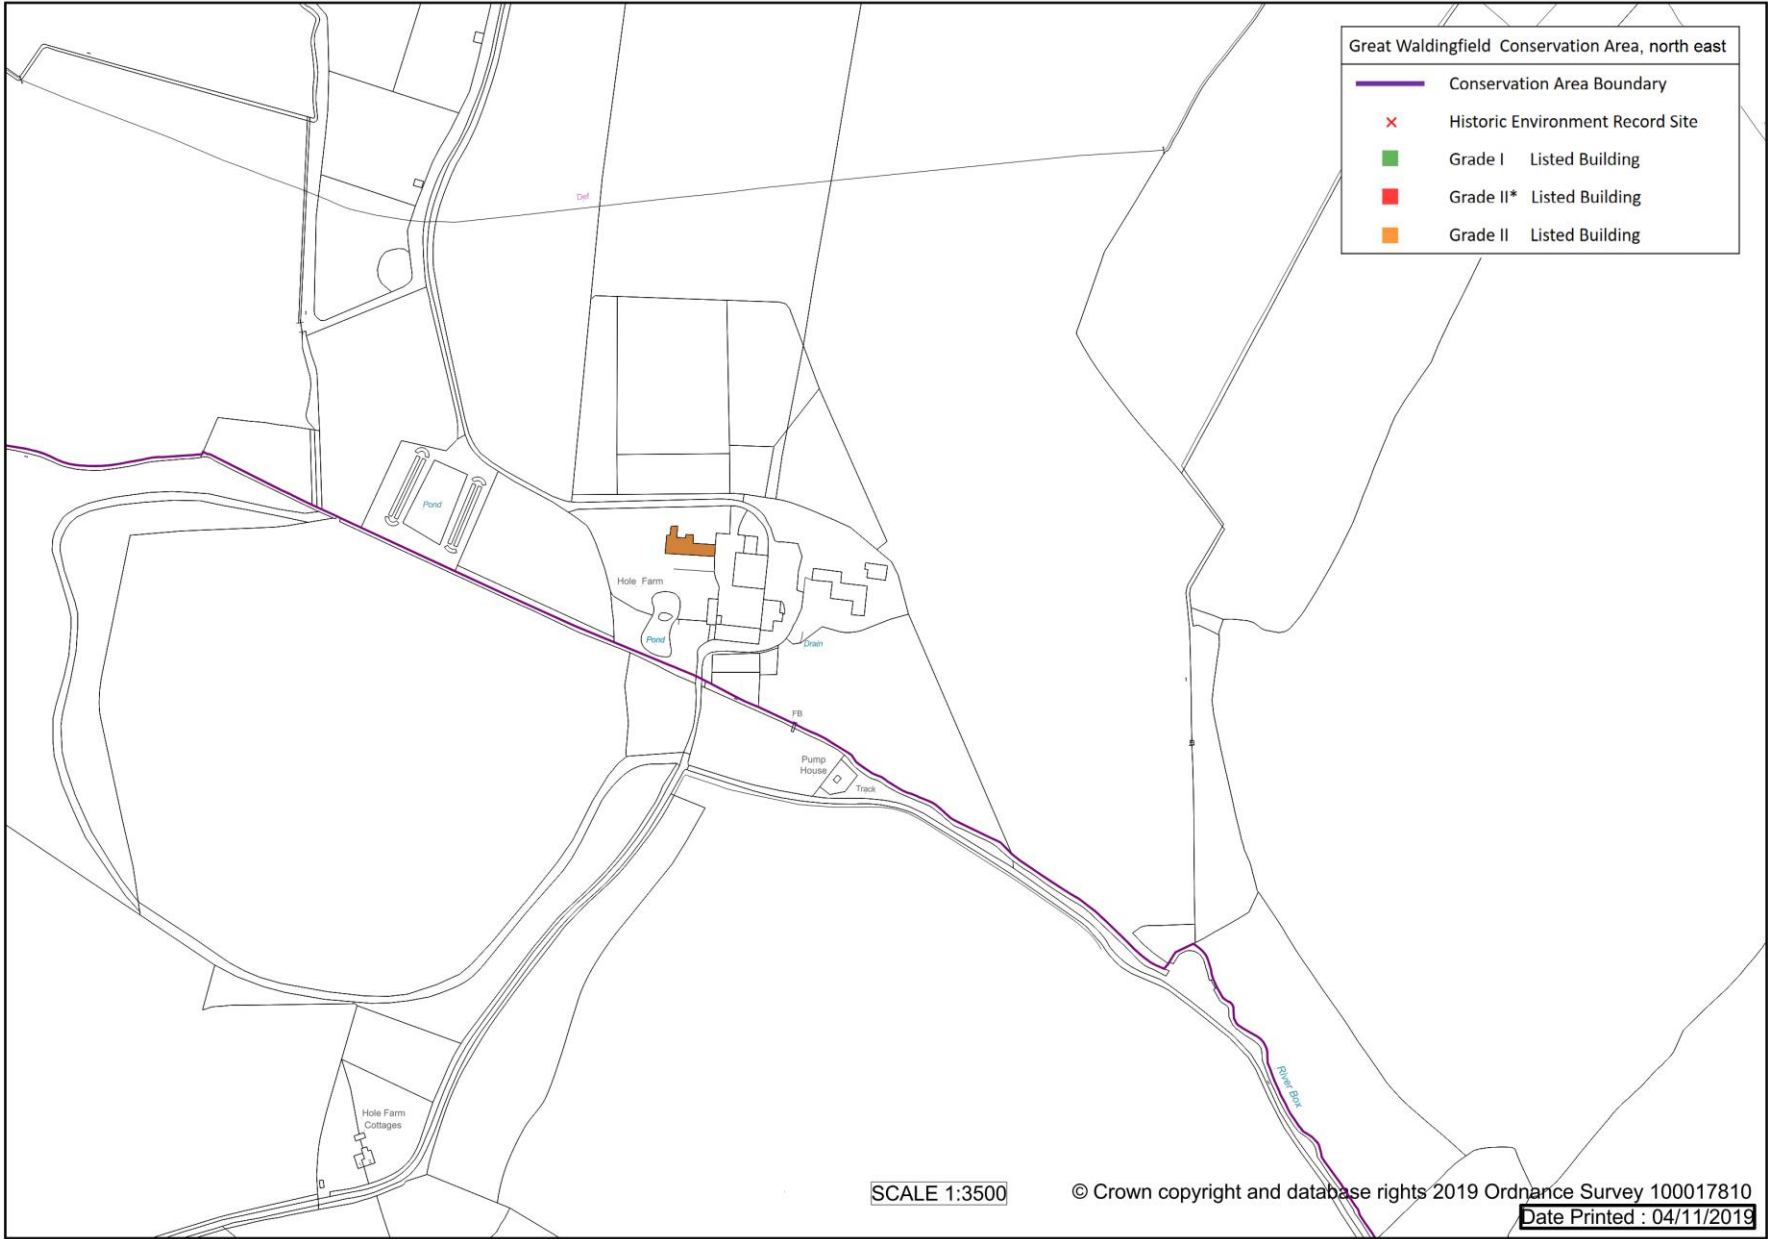 Great Waldingfield Conservation Area, north east
Conservation Area Boundary
Historic Environment Record Site
Grade I Listed Building
Grade II* Listed Building
Grade II Listed Building
Def
Pond
Hole Farm
Pond
Drain
FB
Pump
House
Track
River Box
Hole Farm
Cottages
SCALE 1:3500
© Crown copyright and database rights 2019 Ordnance Survey 100017810
Date Printed : 04/11/2019